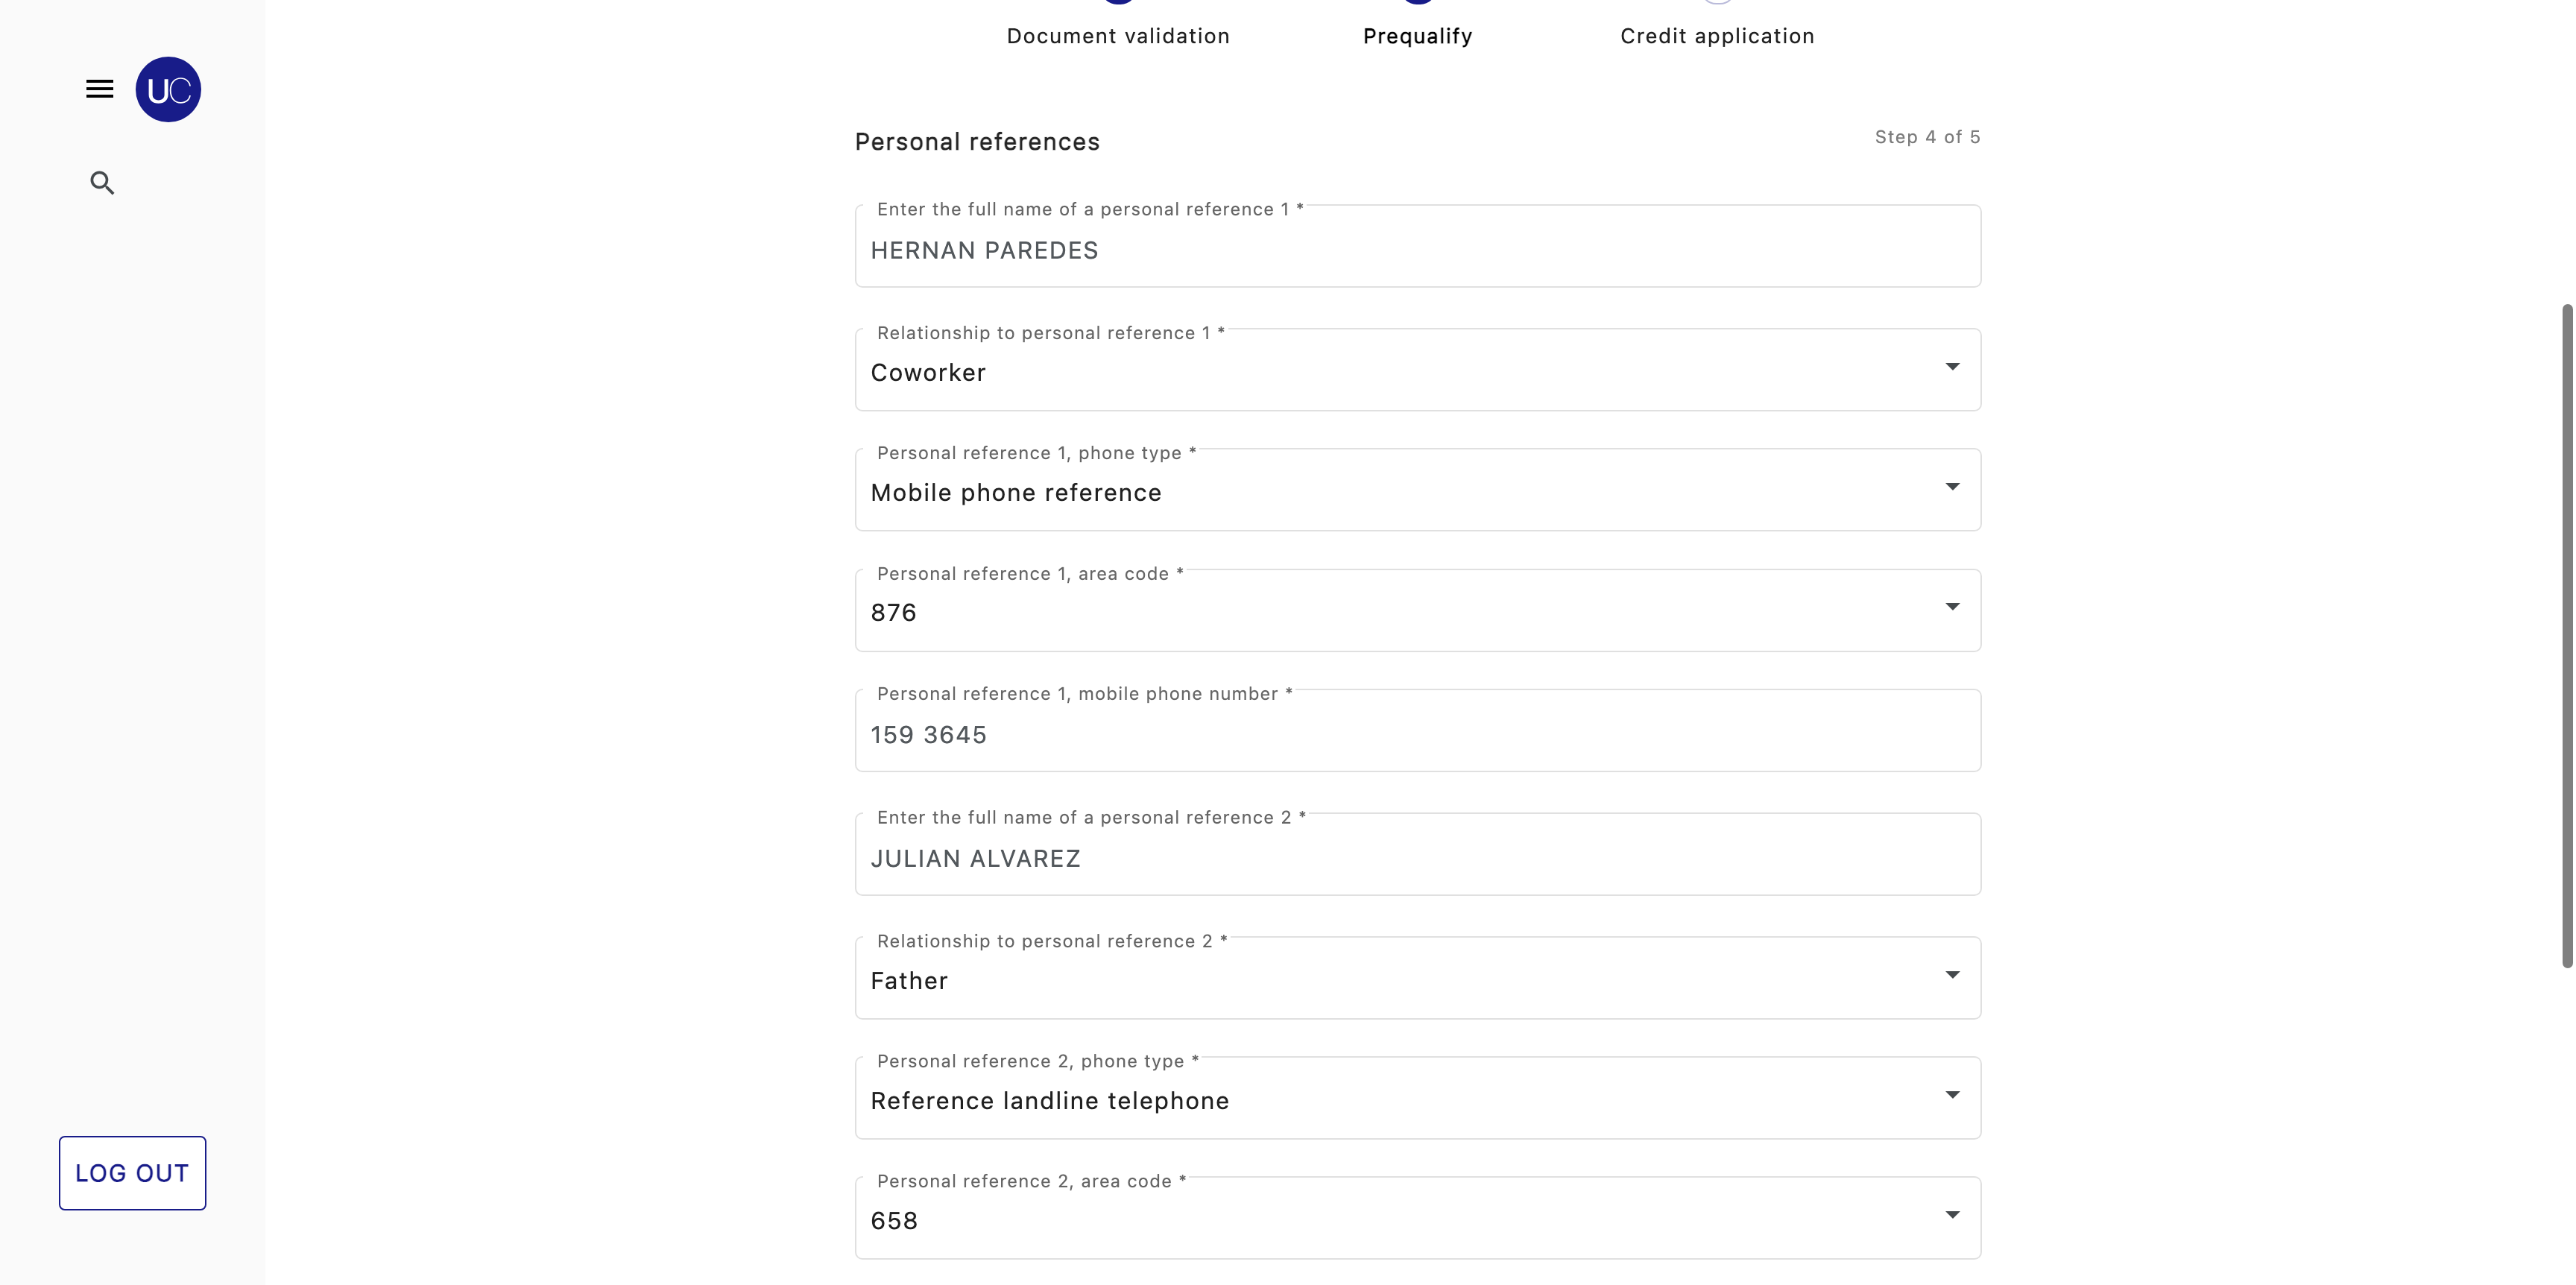 Document validation
Prequalify
Credit application
UC
Personal references
Step 4 of 5
Enter the full name of a personal reference 1 *
HERNAN PAREDES
Relationship to personal reference 1 *
Coworker
Personal reference 1, phone type *
Mobile phone reference
Personal reference 1, area code *
876
Personal reference 1, mobile phone number *
159 3645
Enter the full name of a personal reference 2 *
JULIAN ALVAREZ
Relationship to personal reference 2 *
Father
Personal reference 2, phone type *
Reference landline telephone
Personal reference 2, area code *
658
LOG OUT